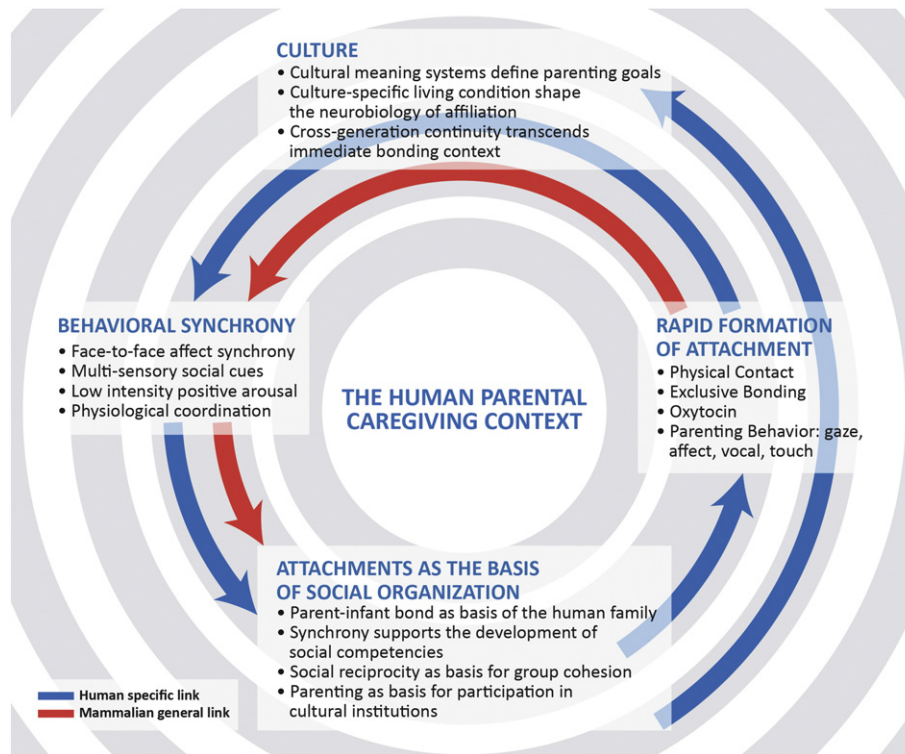 CULTURE
• Cultural meaning systems define parenting goals
• Culture-specific living condition shape
the neurobiology of affiliation
• Cross-generation continuity transcends
immediate bonding context
BEHAVIORAL SYNCHRONY
• Face-to-face affect synchrony
• Multi-sensory social cues
• Low intensity positive arousal
• Physiological coordination
THE HUMAN PARENTAL
CAREGIVING CONTEXT
RAPID FORMATION
OF ATTACHMENT
• Physical Contact
• Exclusive Bonding
• Oxytocin
• Parenting Behavior: gaze,
affect, vocal, touch
ATTACHMENTS AS THE BASIS
OF SOCIAL ORGANIZATION
• Parent-infant bond as basis of the human family
• Synchrony supports the development of
social competencies
• Social reciprocity as basis for group cohesion
• Parenting as basis for participation in
cultural institutions
Human specific link
Mammalian general link